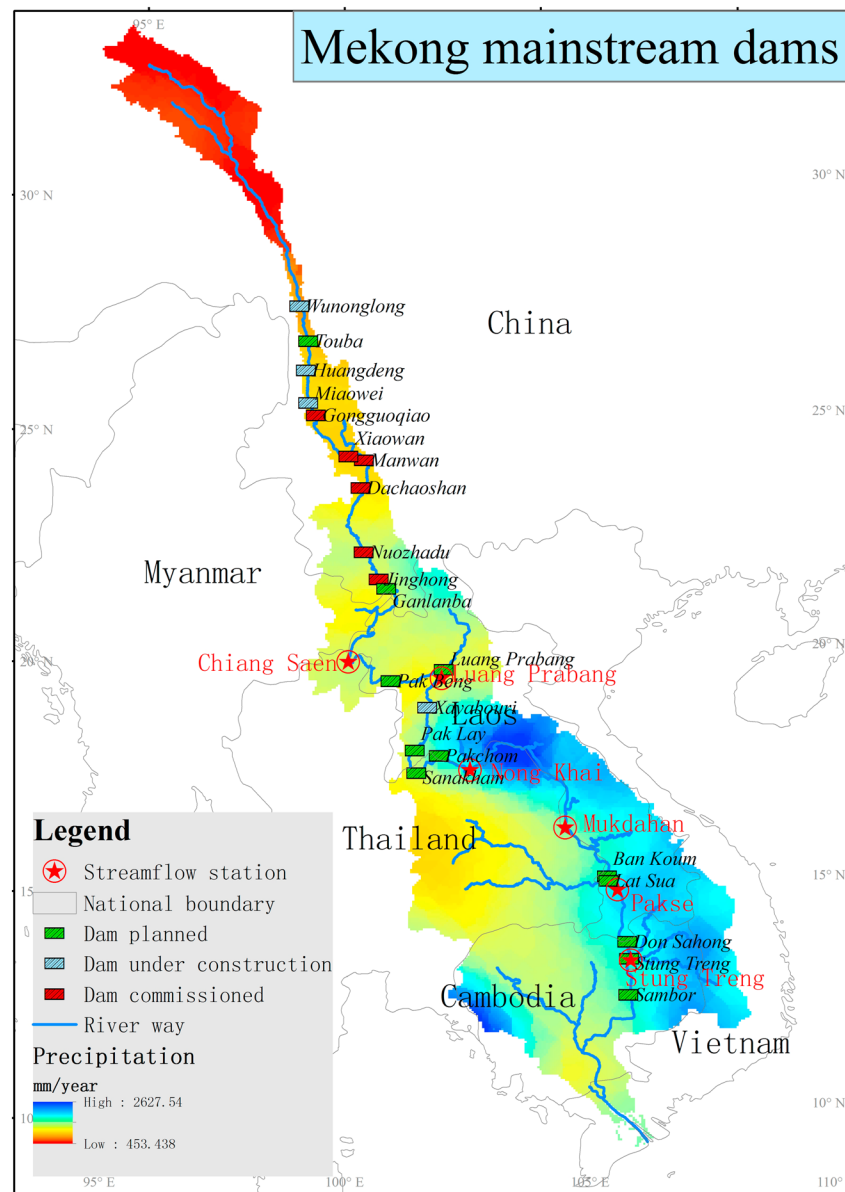 95° E
Mekong mainstream dams
30° N
30° N
Wunonglong
China
Touba
Huangdeng
Miaowei
Gongguoqiao
25° N
25° N
Xiaowan
Manwan
Dachaoshan
Nuozhadu
Myanmar
Jinghong
Ganlanba
20° N
20° N
Chiang Saen
Luang Prabang
Luang Prabang
Pak Beng
Xayabouri
Laos
Pak Lay
Pakchom
Nong Khai
Sanakham
Legend
Thailand
Mukdahan
Ban Koum
Streamflow station
Lat Sua
15
15° N
National boundary
Pakse
Dam planned
Don Sahong
Dam under construction
Stung Treng
Stung Treng
Dam commissioned
Cambodia
Sambor
River way
Vietnam
Precipitation
mm/year
High : 2627.54
10
10° N
Low : 453.438
95° E
100° E
105° E
110°